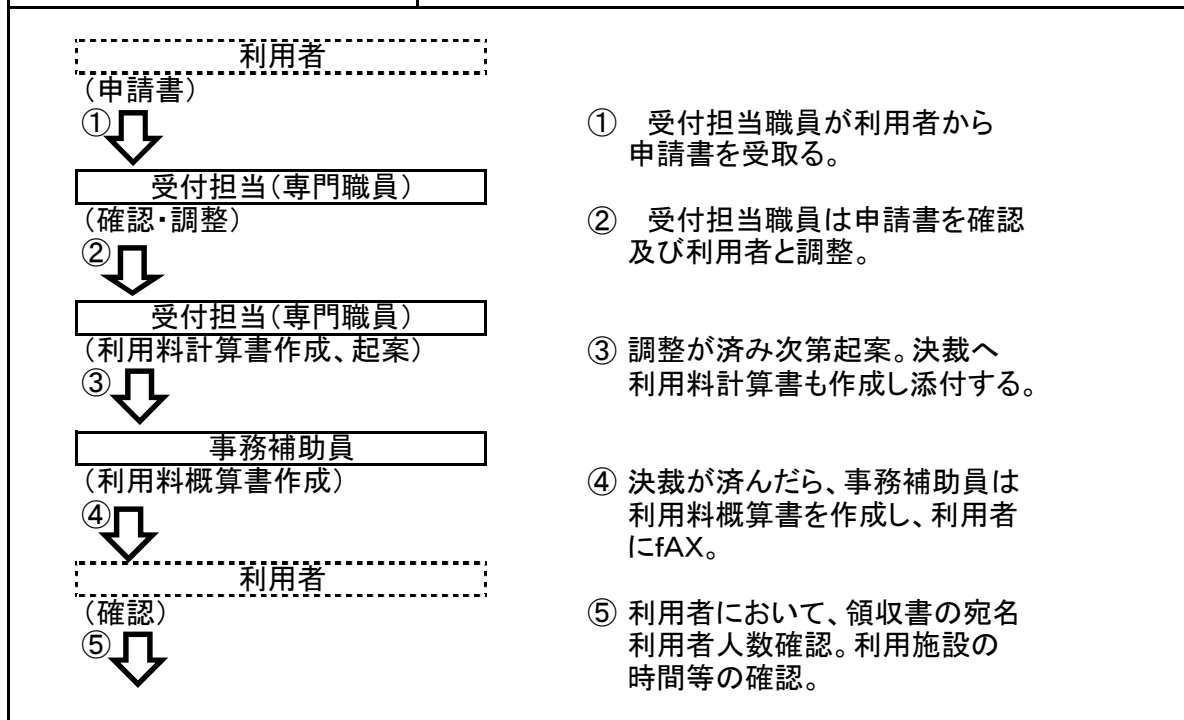 利用者
（申請書）
①
① 受付担当職員が利用者から
申請書を受取る。
受付担当（専門職員）
（確認・調整）
②
② 受付担当職員は申請書を確認
及び利用者と調整。
受付担当（専門職員）
（利用料計算書作成、起案）
③
③ 調整が済み次第起案。決裁へ
利用料計算書も作成し添付する。
事務補助員
（利用料概算書作成）
④
④ 決裁が済んだら、事務補助員は
利用料概算書を作成し、利用者
にfAX。
利用者
（確認）
⑤
⑤ 利用者において、領収書の宛名
利用者人数確認。利用施設の
時間等の確認。